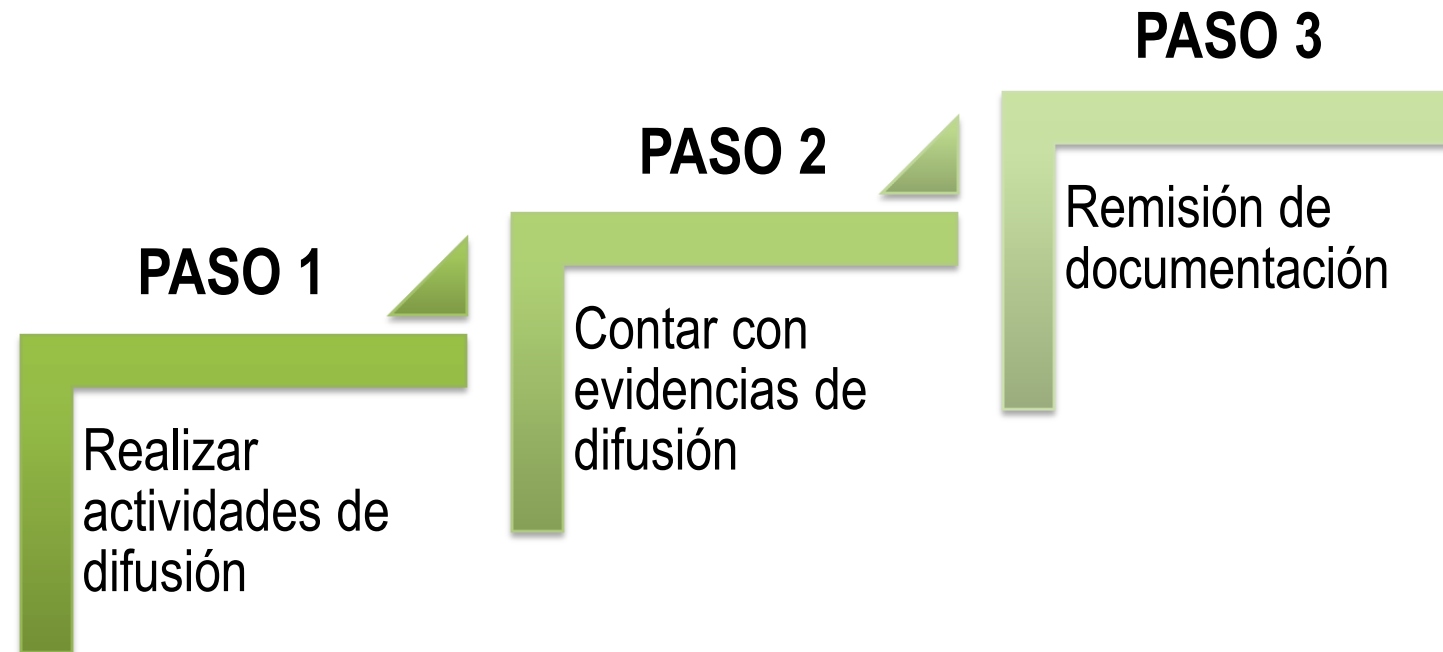 PASO 1
Realizar
actividades de
difusión
PASO 2
Contar con
evidencias de
difusión
PASO 3
Remisión de
documentación